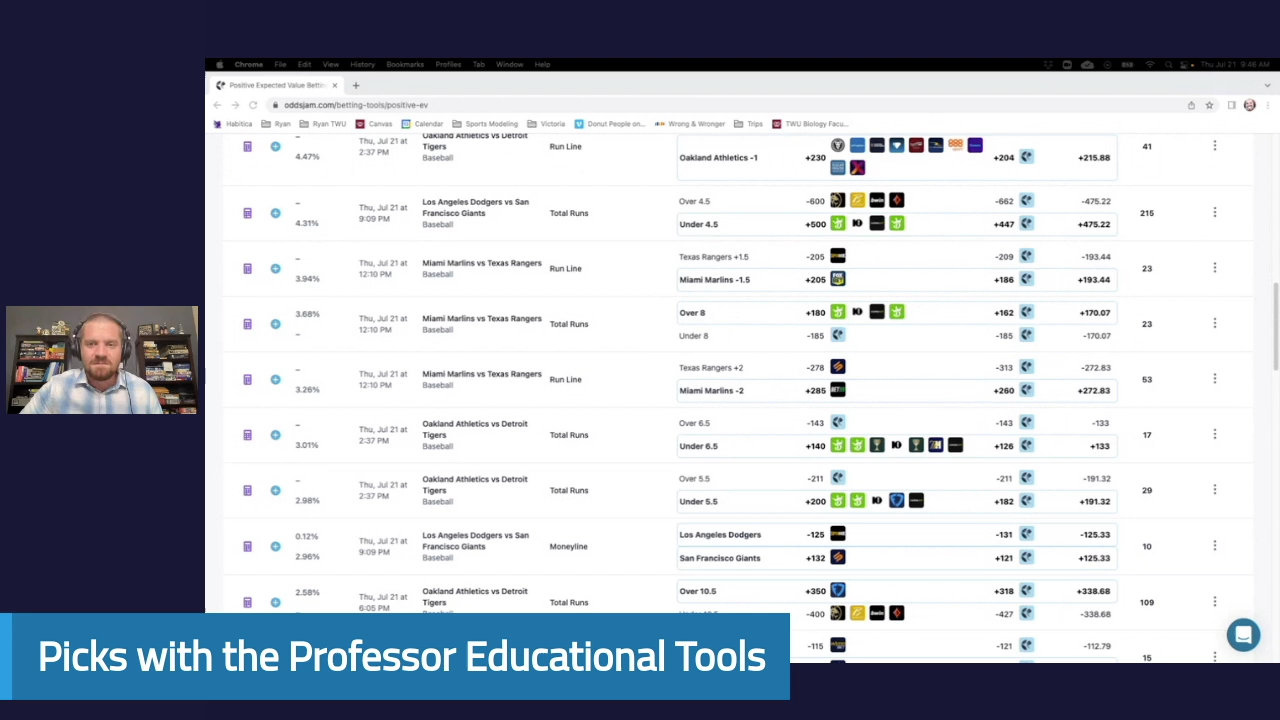 Chrome File Edit View History Bookmarks Profiles Tab Window Help Thu Jul 21 9:46 AM
Positive Expected Value Bettin
oddsjam.com/betting-tools/positive-ev
Habitica Ryan Ryan TWU Canvas Calendar Sports Modeling Victoria Donut People on... Wrong & Wronger Trips TWU Biology Facu...
– Thu, Jul 21 at Oakland Athletics vs Detroit
4.47% 2:37 PM Tigers Run Line Oakland Athletics -1 +230 888 +204 +215.88 41
Baseball
– Thu, Jul 21 at Los Angeles Dodgers vs San Over 4.5 -600 bwin -662 -475.22
4.31% 9:09 PM Francisco Giants Total Runs 215
Baseball Under 4.5 +500 +447 +475.22
– Thu, Jul 21 at Miami Marlins vs Texas Rangers Texas Rangers +1.5 -205 -209 -193.44
3.94% 12:10 PM Baseball Run Line Miami Marlins -1.5 +205 FOX +186 +193.44 23
3.68% Thu, Jul 21 at Miami Marlins vs Texas Rangers Over 8 +180 +162 +170.07
– 12:10 PM Baseball Total Runs Under 8 -185 -185 -170.07 23
– Thu, Jul 21 at Miami Marlins vs Texas Rangers Texas Rangers +2 -278 -313 -272.83
3.26% 12:10 PM Baseball Run Line Miami Marlins -2 +285 +260 +272.83 53
– Thu, Jul 21 at Oakland Athletics vs Detroit Over 6.5 -143 -143 -133
3.01% 2:37 PM Tigers Total Runs 17
Baseball Under 6.5 +140 +126 +133
– Thu, Jul 21 at Oakland Athletics vs Detroit Over 5.5 -211 -211 -191.32
2.98% 2:37 PM Tigers Total Runs 29
Baseball Under 5.5 +200 +182 +191.32
0.12% Thu, Jul 21 at Los Angeles Dodgers vs San Los Angeles Dodgers -125 -131 -125.33
2.96% 9:09 PM Francisco Giants Moneyline 10
Baseball San Francisco Giants +132 +121 +125.33
2.58% Thu, Jul 21 at Oakland Athletics vs Detroit Over 10.5 +350 +318 +338.68
6:05 PM Tigers Total Runs 109
-400 bwin -427 -338.68
-115 -121 -112.79
15
Picks with the Professor Educational Tools